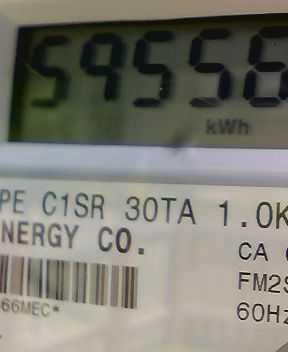 59556
kWh
PE C1SR 30TA 1.0K
NERGY CO.
CA
FM2S
66MEC*
60Hz